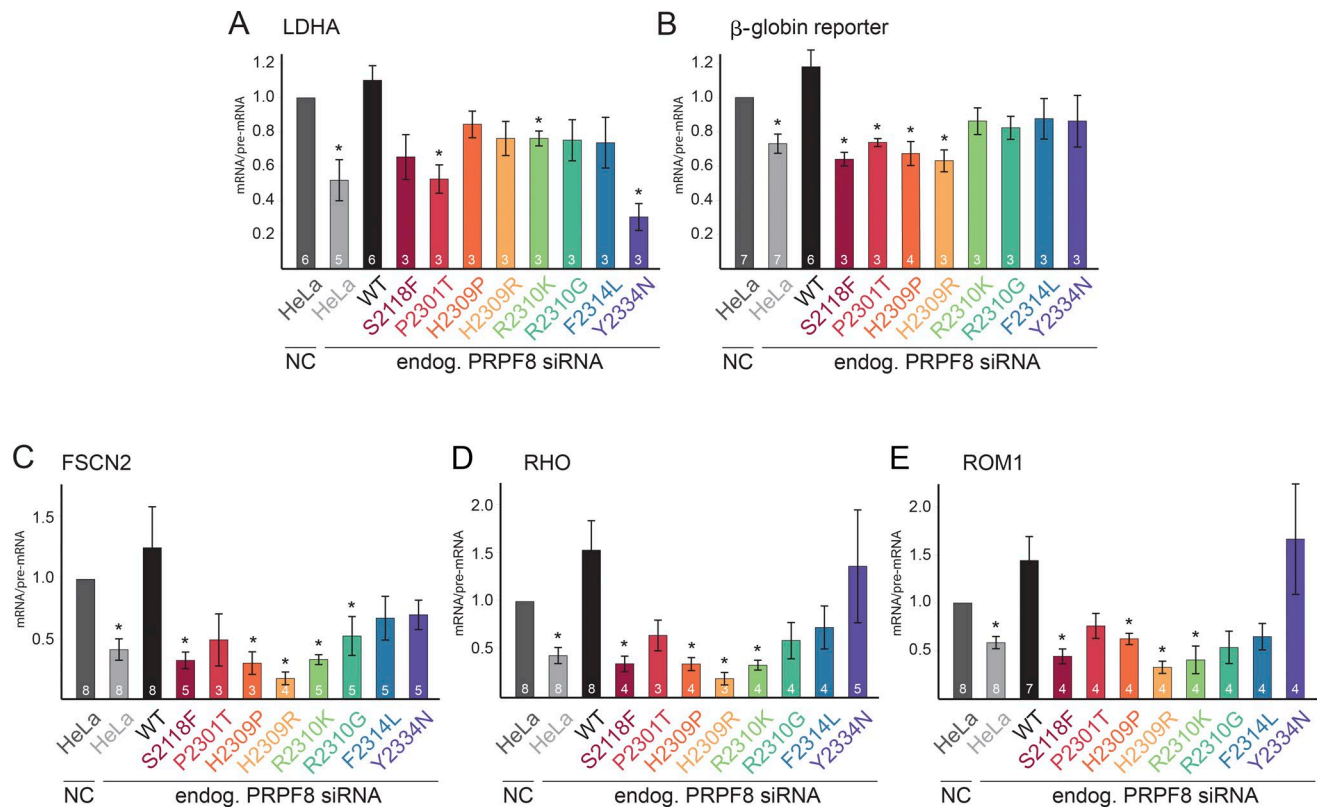 A LDHA
mRNA/pre-mRNA
1.2
1.0
0.8
0.6
0.4
0.2
* * * *
6 5 6 3 3 3 3 3 3 3 3
HeLa HeLa WT S2118F P2301T H2309P H2309R R2310K R2310G F2314L Y2334N
NC endog. PRPF8 siRNA
B β-globin reporter
mRNA/pre-mRNA
1.2
1.0
0.8
0.6
0.4
0.2
* * * * *
7 7 6 3 3 4 3 3 3 3 3
HeLa HeLa WT S2118F P2301T H2309P H2309R R2310K R2310G F2314L Y2334N
NC endog. PRPF8 siRNA
C FSCN2
mRNA/pre-mRNA
1.5
1.0
0.5
* * * * * *
8 8 8 5 3 3 4 5 5 5 5
HeLa HeLa WT S2118F P2301T H2309P H2309R R2310K R2310G F2314L Y2334N
NC endog. PRPF8 siRNA
D RHO
mRNA/pre-mRNA
2.0
1.5
1.0
0.5
* * * * *
8 8 8 4 3 4 3 4 4 4 5
HeLa HeLa WT S2118F P2301T H2309P H2309R R2310K R2310G F2314L Y2334N
NC endog. PRPF8 siRNA
E ROM1
mRNA/pre-mRNA
2.0
1.5
1.0
0.5
* * * * *
8 8 7 4 4 4 4 4 4 4 4
HeLa HeLa WT S2118F P2301T H2309P H2309R R2310K R2310G F2314L Y2334N
NC endog. PRPF8 siRNA